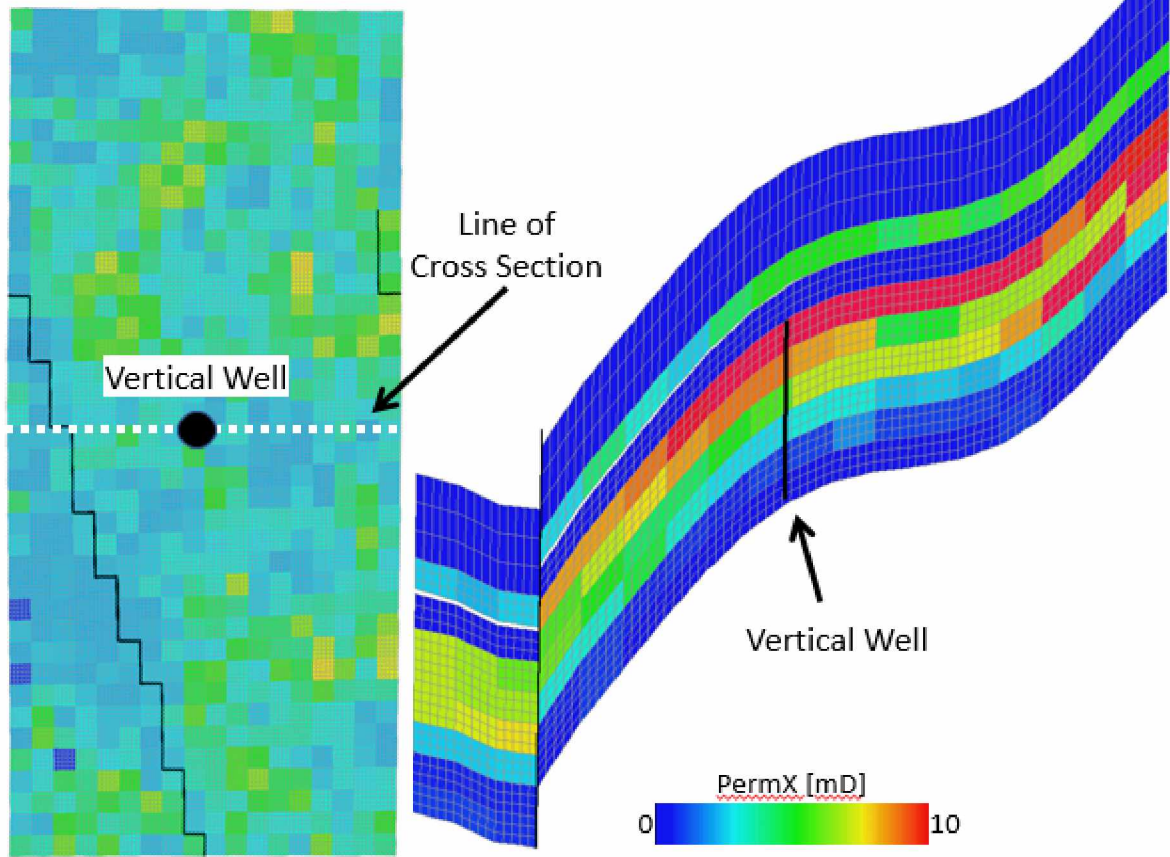 Line of
Cross Section
Vertical Well
Vertical Well
PermX [mD]
0
10